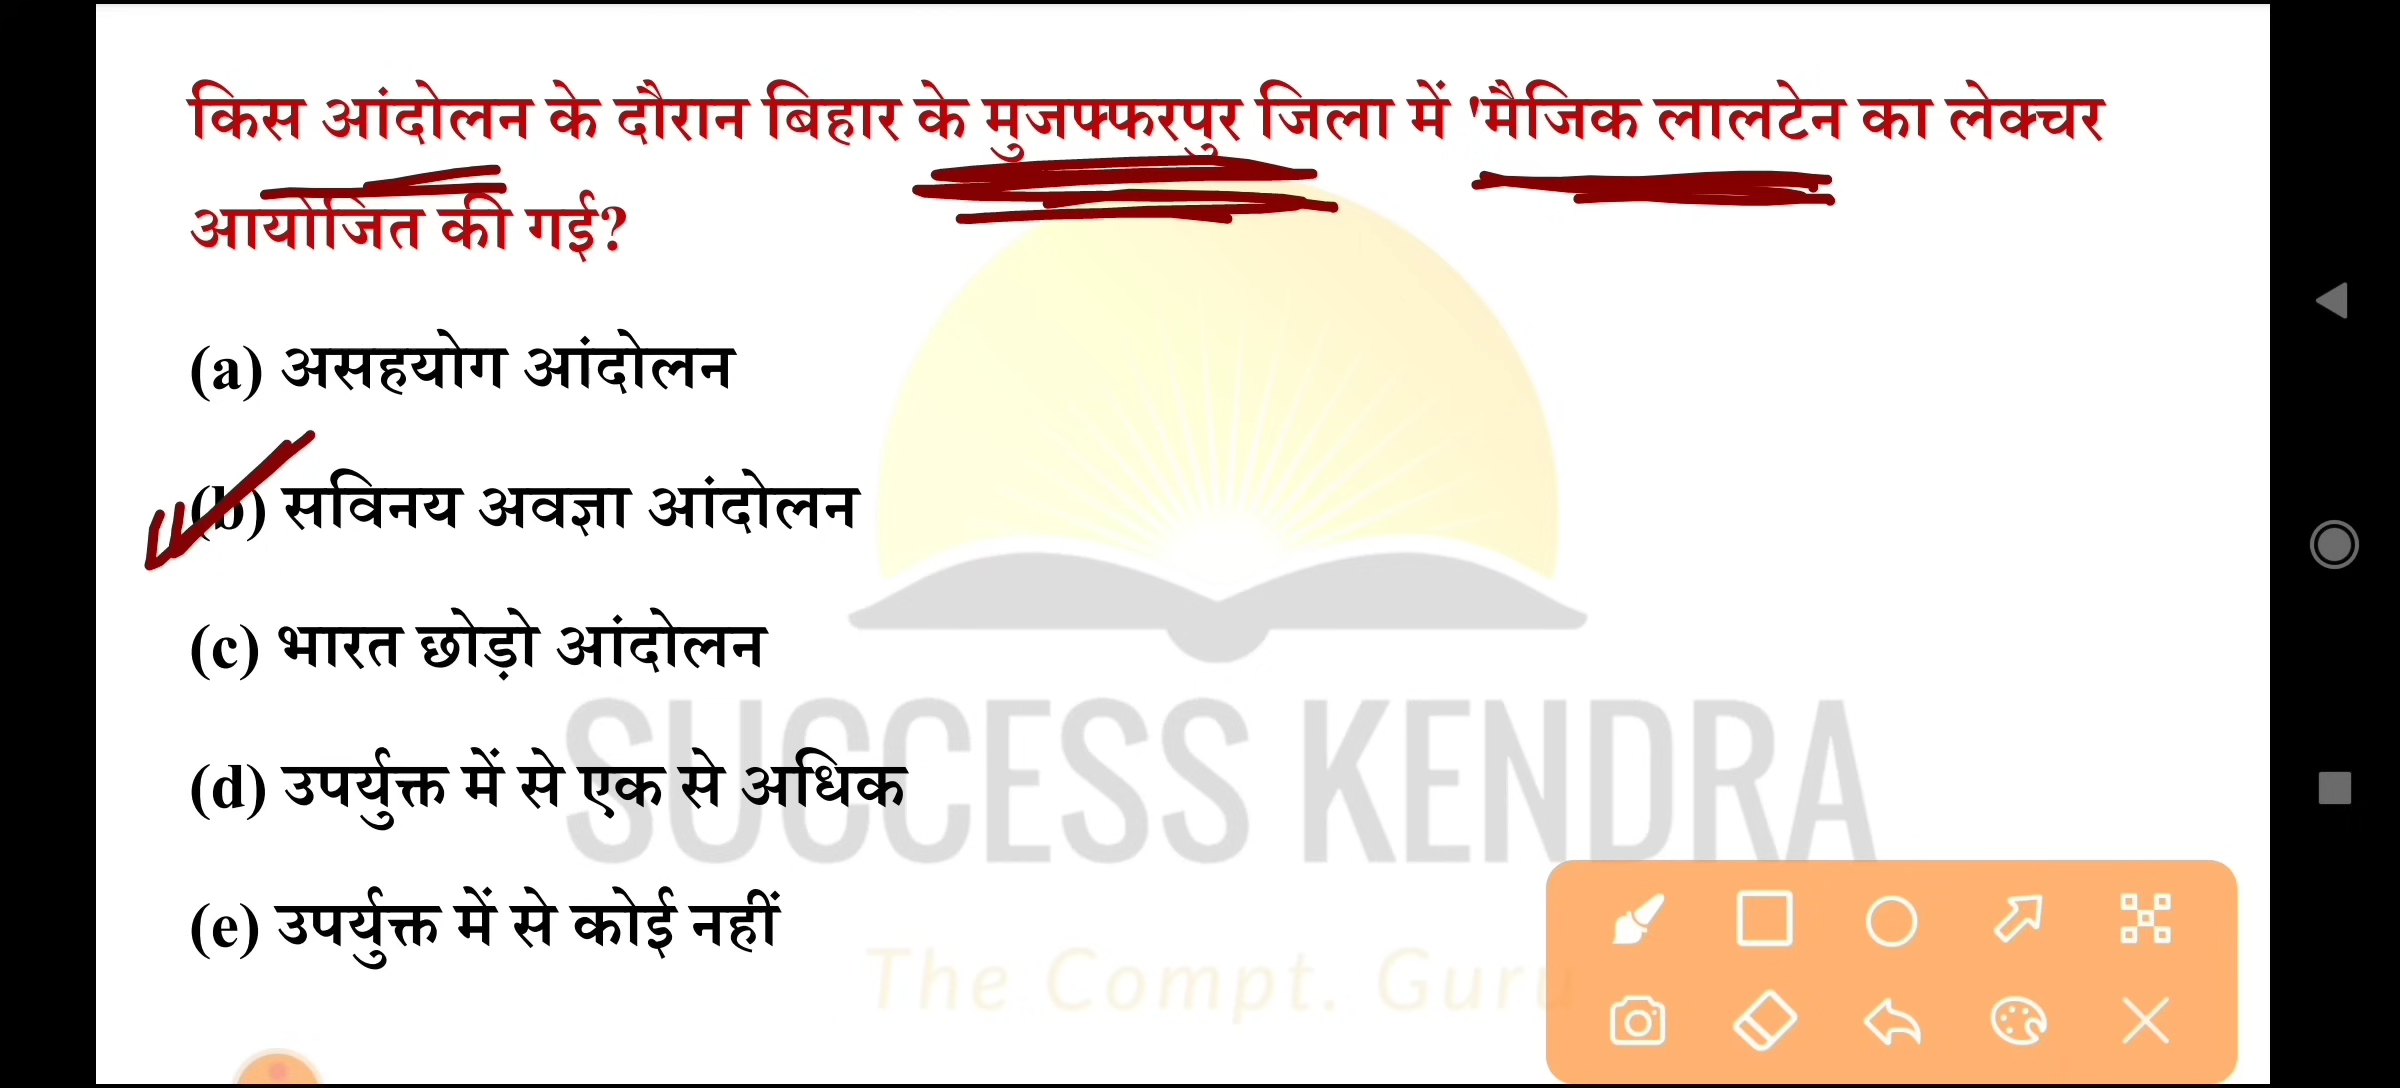 किस आंदोलन के दौरान बिहार के मुजफ्फरपुर जिला में 'मैजिक लालटेन का लेक्चर
आयोजित की गई?
(a) असहयोग आंदोलन
(b) सविनय अवज्ञा आंदोलन
(c) भारत छोड़ो आंदोलन
(d) उपर्युक्त में से एक से अधिक
(e) उपर्युक्त में से कोई नहीं
SUCCESS KENDRA
The Compt. Guru